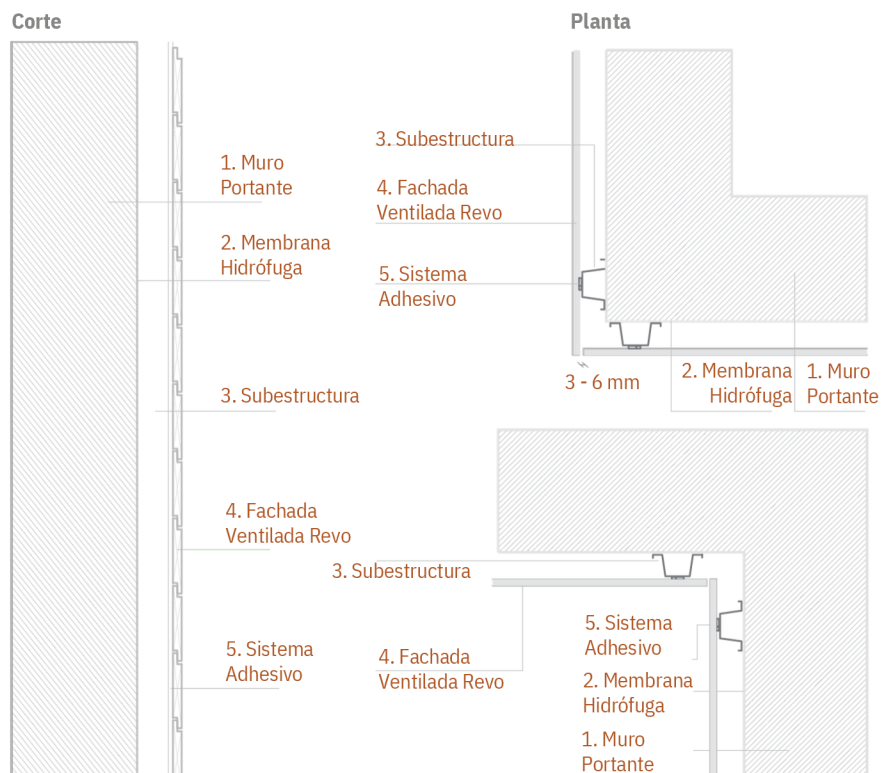 Corte
1. Muro
Portante
2. Membrana
Hidrófuga
3. Subestructura
4. Fachada
Ventilada Revo
5. Sistema
Adhesivo
Planta
3. Subestructura
4. Fachada
Ventilada Revo
5. Sistema
Adhesivo
3 - 6 mm
2. Membrana
Hidrófuga
1. Muro
Portante
3. Subestructura
4. Fachada
Ventilada Revo
5. Sistema
Adhesivo
2. Membrana
Hidrófuga
1. Muro
Portante